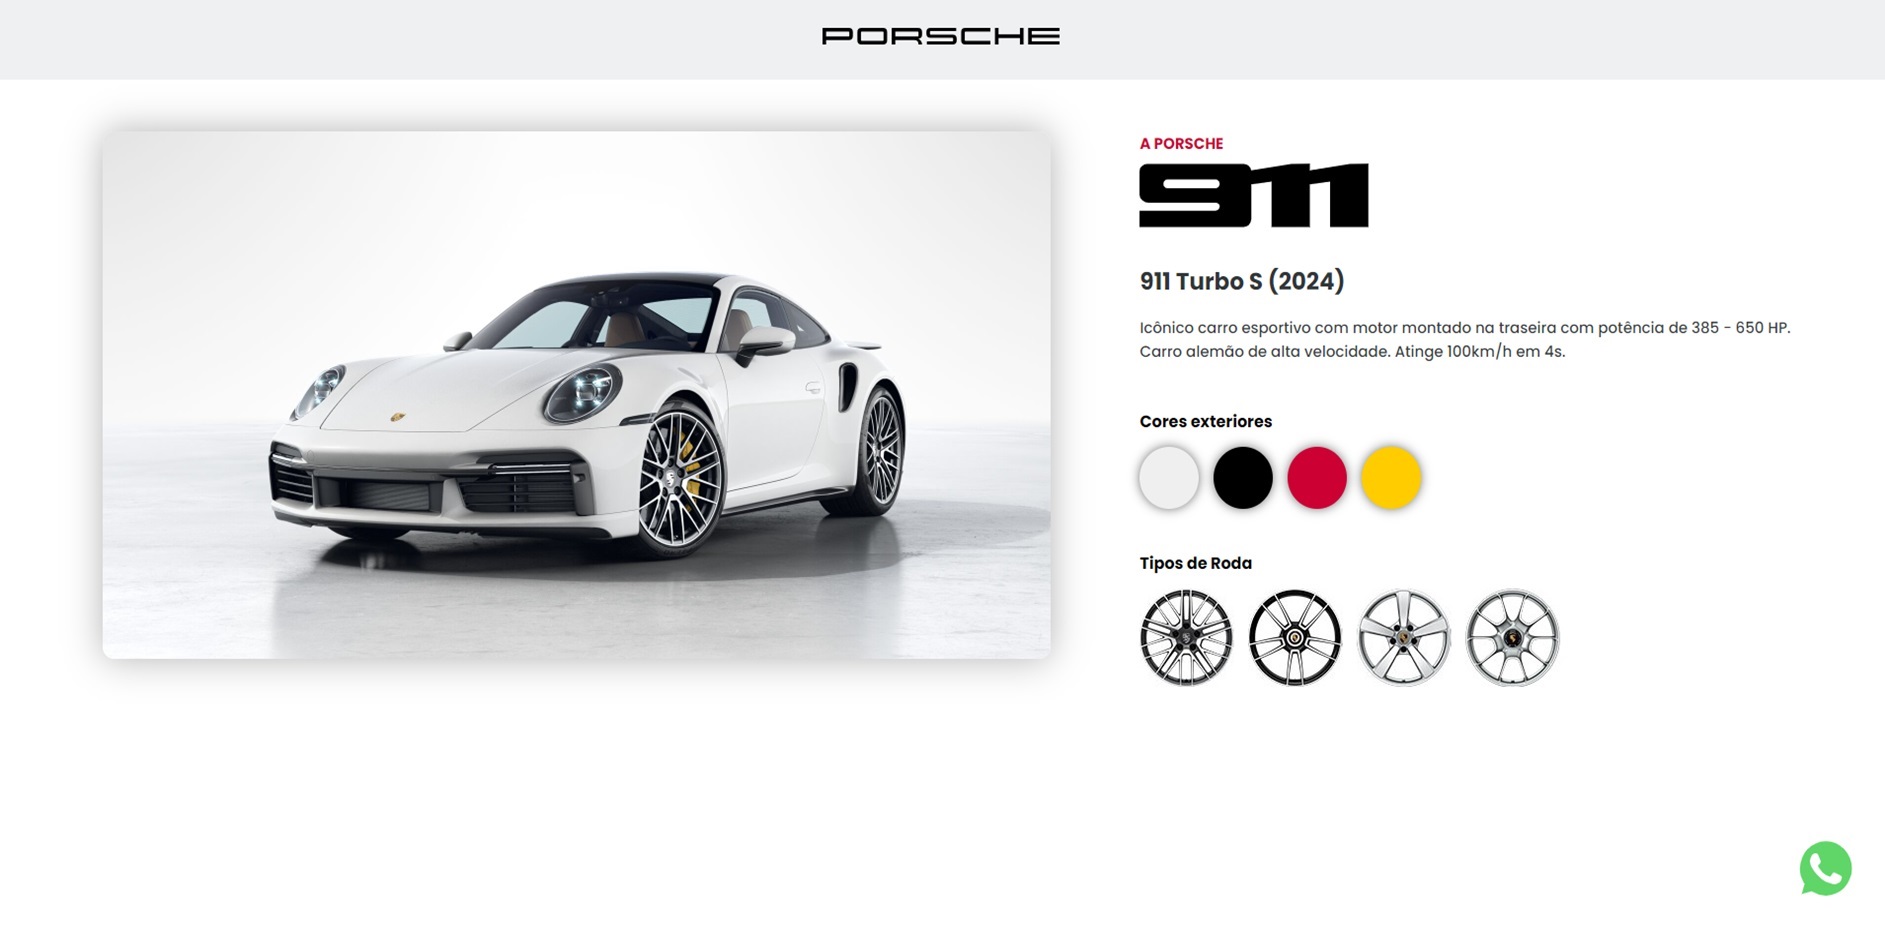 PORSCHE
A PORSCHE
911
911 Turbo S (2024)
Icônico carro esportivo com motor montado na traseira com potência de 385 - 650 HP.
Carro alemão de alta velocidade. Atinge 100km/h em 4s.
Cores exteriores
Tipos de Roda